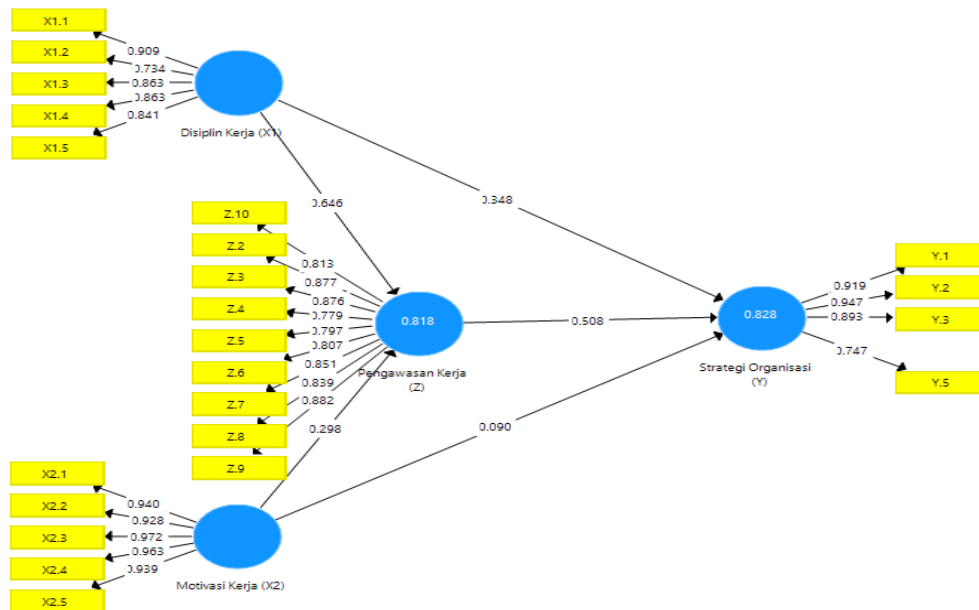 X1.1
X1.2
X1.3
X1.4
X1.5
0.909
0.734
0.863
0.863
0.841
Disiplin Kerja (X1)
0.646
0.348
Z.10
Z.2
Z.3
Z.4
Z.5
Z.6
Z.7
Z.8
Z.9
0.813
0.877
0.876
0.779
0.797
0.807
0.851
0.839
0.882
0.818
Pengawasan Kerja
(Z)
0.508
0.828
Strategi Organisasi
(Y)
0.919
0.947
0.893
0.747
Y.1
Y.2
Y.3
Y.5
0.298
0.090
X2.1
X2.2
X2.3
X2.4
X2.5
0.940
0.928
0.972
0.963
0.939
Motivasi Kerja (X2)